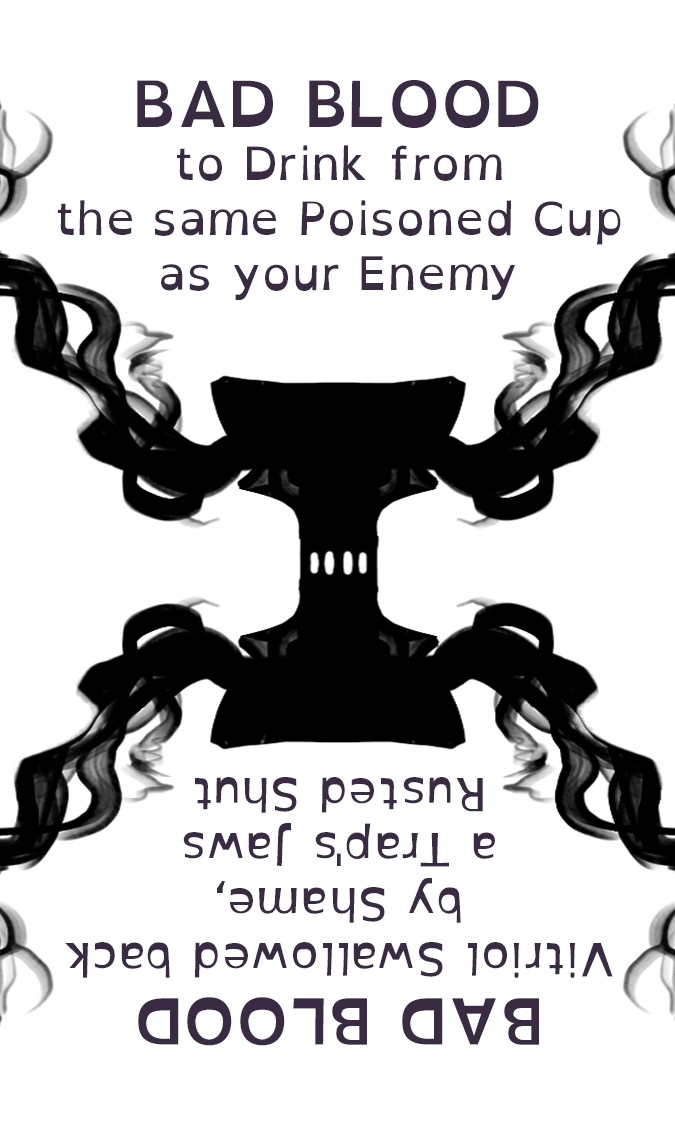 BAD BLOOD
to Drink from
the same Poisoned Cup
as your Enemy
BAD BLOOD
Vitriol Swallowed back
by Shame,
a Trap's Jaws
Rusted Shut